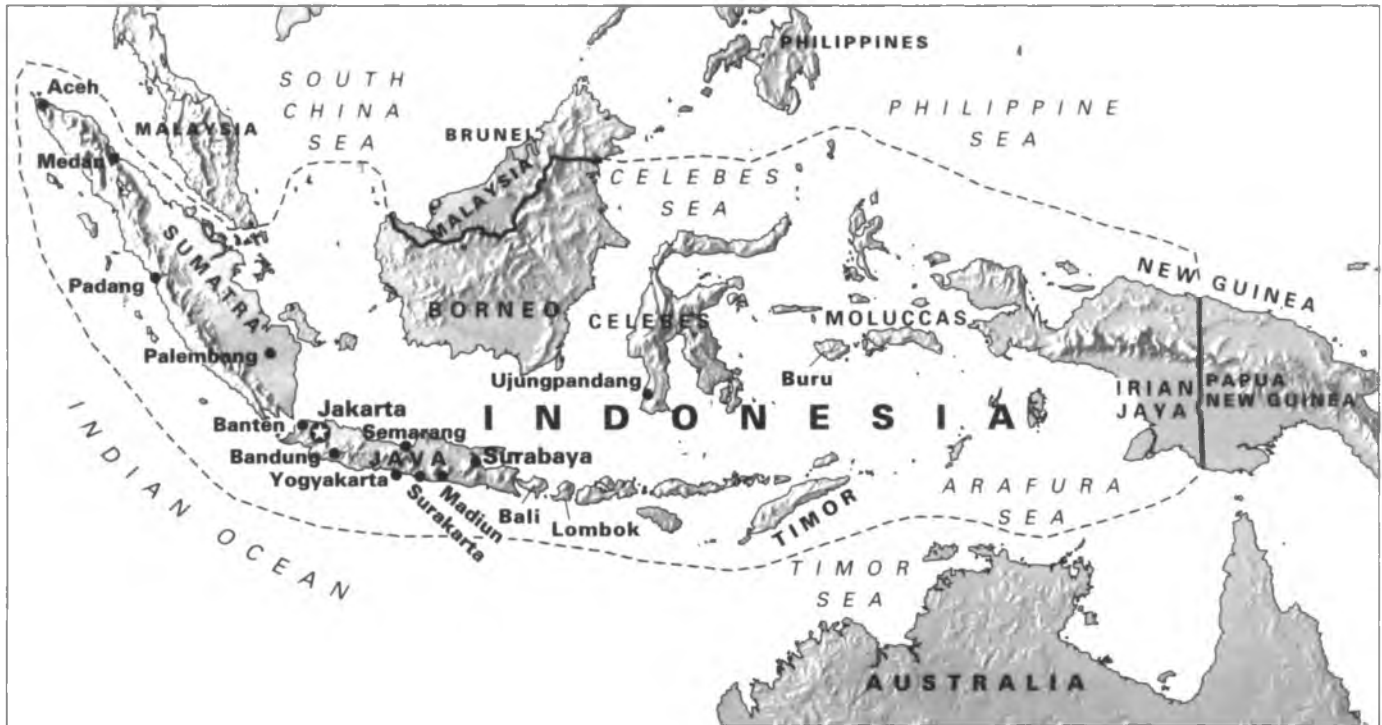 PHILIPPINES
SOUTH
CHINA
SEA
Aceh
PHILIPPINE
SEA
MALAYSIA
BRUNEI
Medan
MALAYSIA
CELEBES
SEA
SUMATRA
NEW GUINEA
Padang
BORNEO
CELEBES
MOLUCCAS
Palembang
Ujungpandang
Buru
IRIAN
JAYA
PAPUA
NEW GUINEA
INDONESIA
Banten
Jakarta
Semarang
Bandung
JAVA
Surabaya
Yogyakarta
Surakarta
Madiun
Bali
Lombok
TIMOR
ARAFURA
SEA
INDIAN OCEAN
TIMOR
SEA
AUSTRALIA